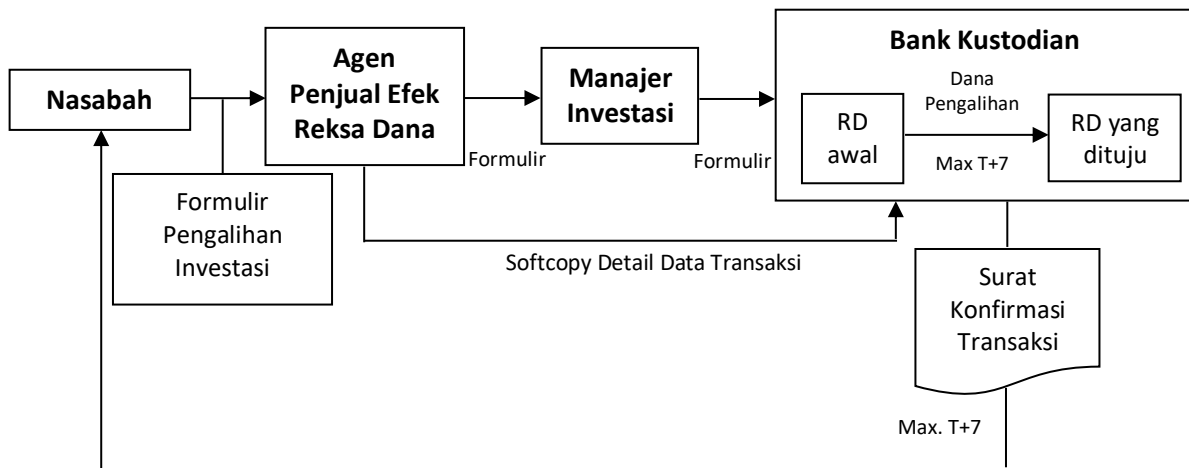 Nasabah
Agen
Penjual Efek
Reksa Dana
Manajer
Investasi
Bank Kustodian
Dana
Pengalihan
RD
awal
RD yang
dituju
Max T+7
Formulir
Formulir
Formulir
Pengalihan
Investasi
Softcopy Detail Data Transaksi
Surat
Konfirmasi
Transaksi
Max. T+7